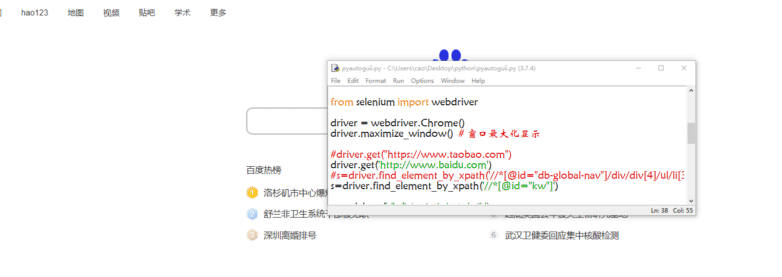 hao123 地图 视频 贴吧 学术 更多
pyautoguii.py - C:\Users\cao\Desktop\python\pyautoguii.py (3.7.4)
File Edit Format Run Options Window Help
from selenium import webdriver
driver = webdriver.Chrome()
driver.maximize_window() # 窗口最大化显示
#driver.get("https://www.taobao.com")
driver.get('http://www.baidu.com')
#s=driver.find_element_by_xpath('//*[@id="db-global-nav"]/div/div[4]/ul/li[
s=driver.find_element_by_xpath('//*[@id="kw"]')
Ln: 38 Col: 55
百度热榜
1 洛杉矶市中心爆
2 舒兰非卫生系统
3 深圳离婚排号
6 武汉卫健委回应集中核酸检测